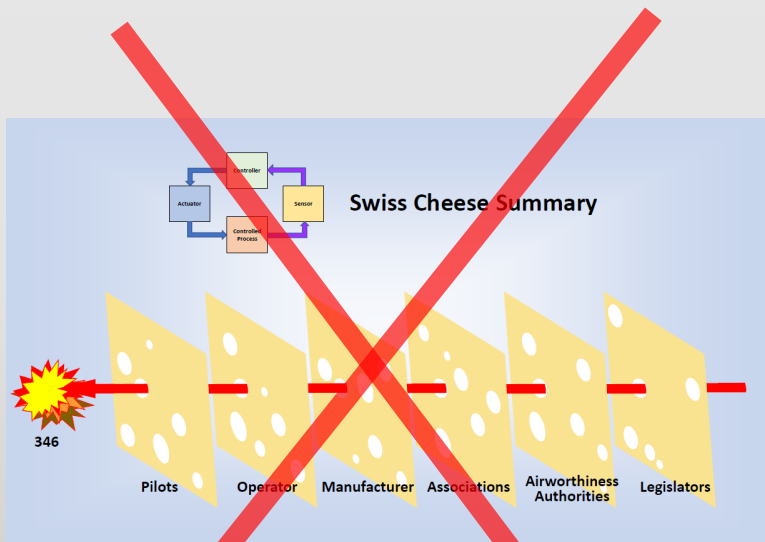 Controller
Actuator
Sensor
Controlled
Process
Swiss Cheese Summary
346
Pilots
Operator
Manufacturer
Associations
Airworthiness
Authorities
Legislators